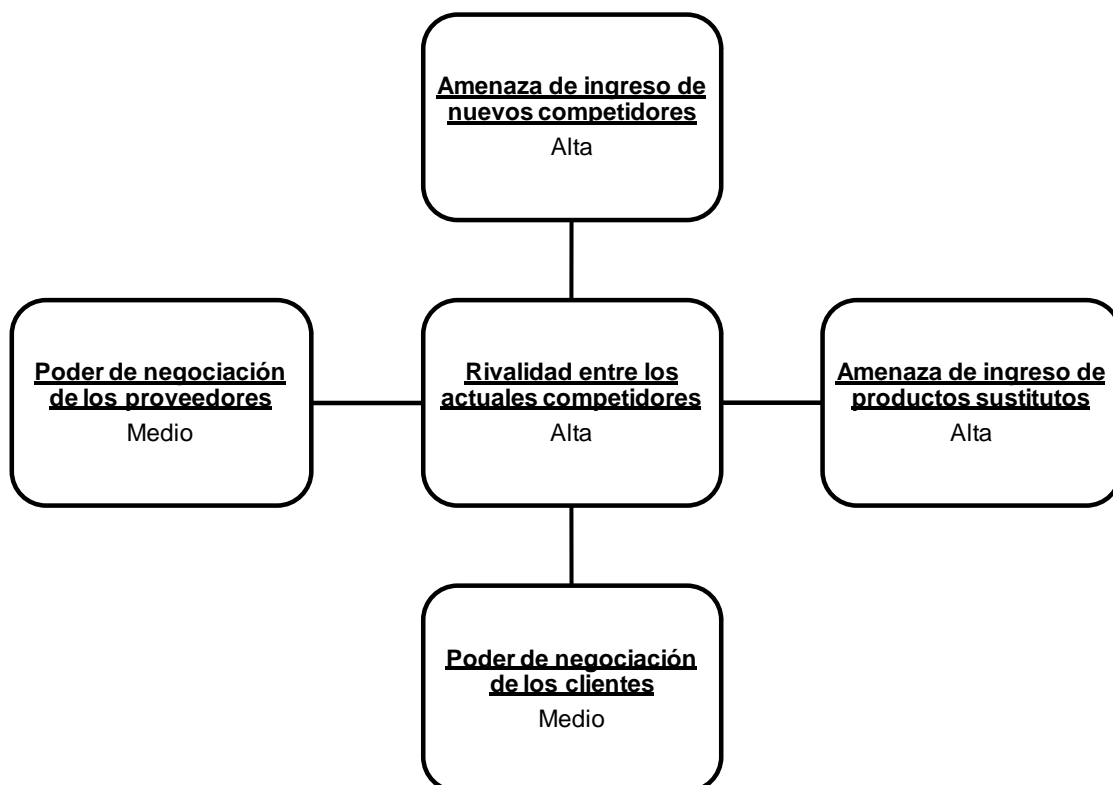 Amenaza de ingreso de
nuevos competidores
Alta
Poder de negociación
de los proveedores
Medio
Rivalidad entre los
actuales competidores
Alta
Amenaza de ingreso de
productos sustitutos
Alta
Poder de negociación
de los clientes
Medio